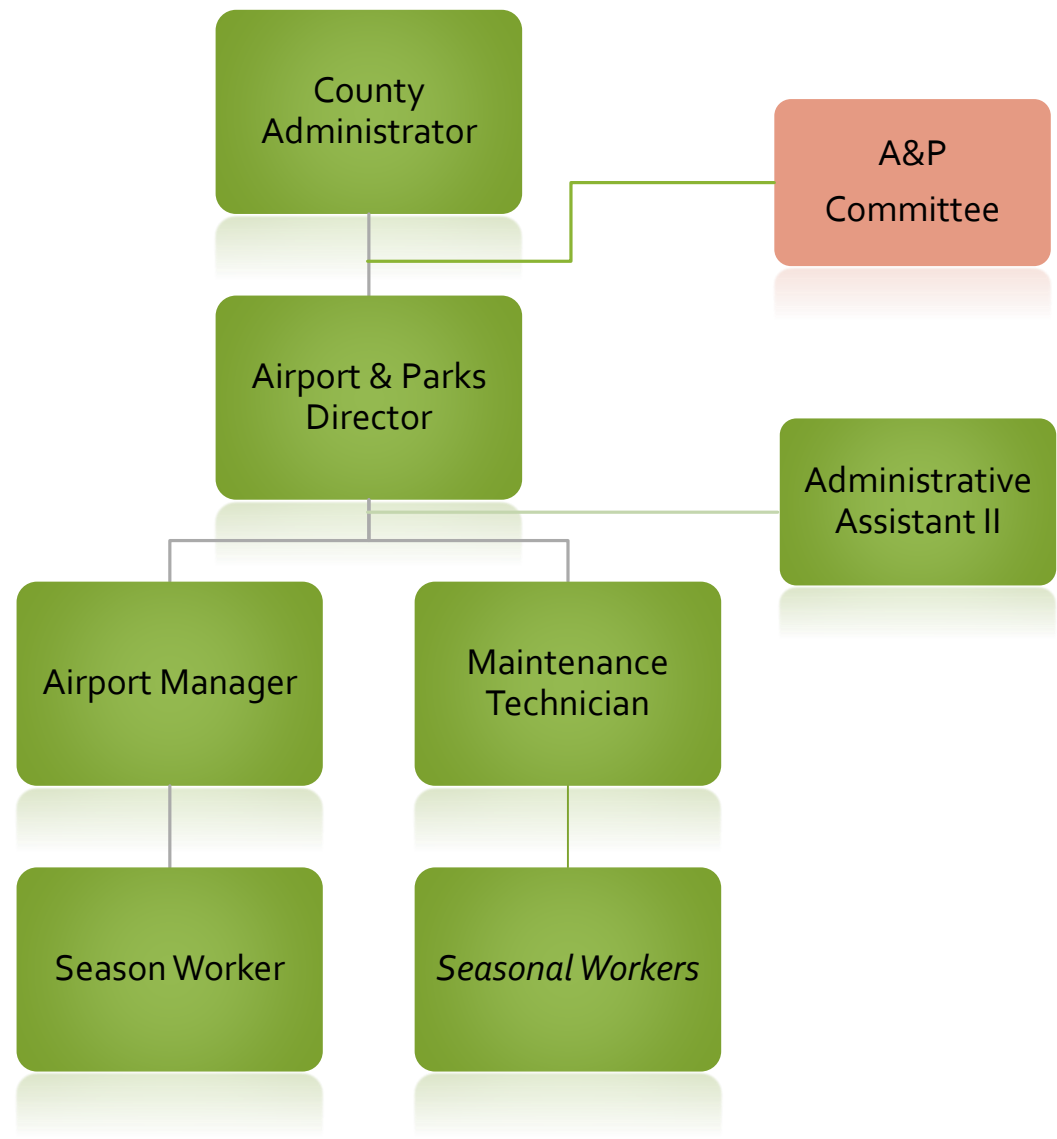 County
Administrator
A&P
Committee
Airport & Parks
Director
Administrative
Assistant II
Airport Manager
Maintenance
Technician
Season Worker
Seasonal Workers